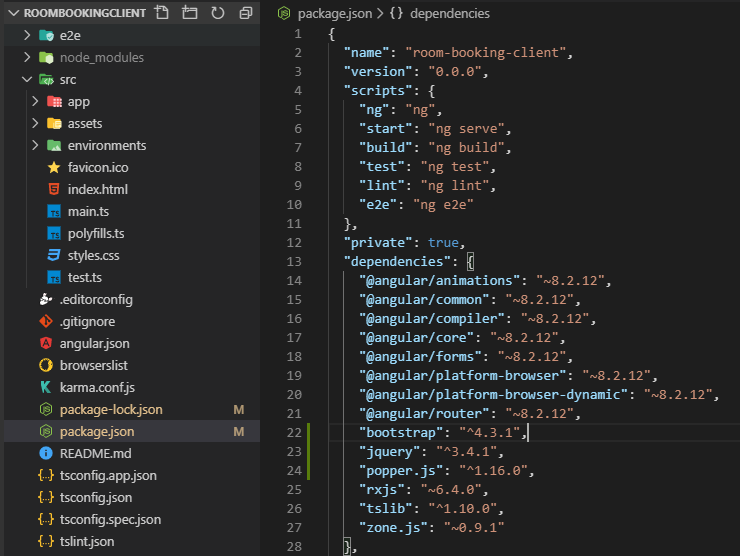 ROOMBOOKINGCLIENT
e2e
node_modules
src
app
assets
environments
favicon.ico
index.html
main.ts
polyfills.ts
styles.css
test.ts
.editorconfig
.gitignore
angular.json
browserslist
karma.conf.js
package-lock.json M
package.json M
README.md
tsconfig.app.json
tsconfig.json
tsconfig.spec.json
tslint.json
package.json > {} dependencies
1 {
2 "name": "room-booking-client",
3 "version": "0.0.0",
4 "scripts": {
5 "ng": "ng",
6 "start": "ng serve",
7 "build": "ng build",
8 "test": "ng test",
9 "lint": "ng lint",
10 "e2e": "ng e2e"
11 },
12 "private": true,
13 "dependencies": {
14 "@angular/animations": "~8.2.12",
15 "@angular/common": "~8.2.12",
16 "@angular/compiler": "~8.2.12",
17 "@angular/core": "~8.2.12",
18 "@angular/forms": "~8.2.12",
19 "@angular/platform-browser": "~8.2.12",
20 "@angular/platform-browser-dynamic": "~8.2.12",
21 "@angular/router": "~8.2.12",
22 "bootstrap": "^4.3.1",
23 "jquery": "^3.4.1",
24 "popper.js": "^1.16.0",
25 "rxjs": "~6.4.0",
26 "tslib": "^1.10.0",
27 "zone.js": "~0.9.1"
28 },